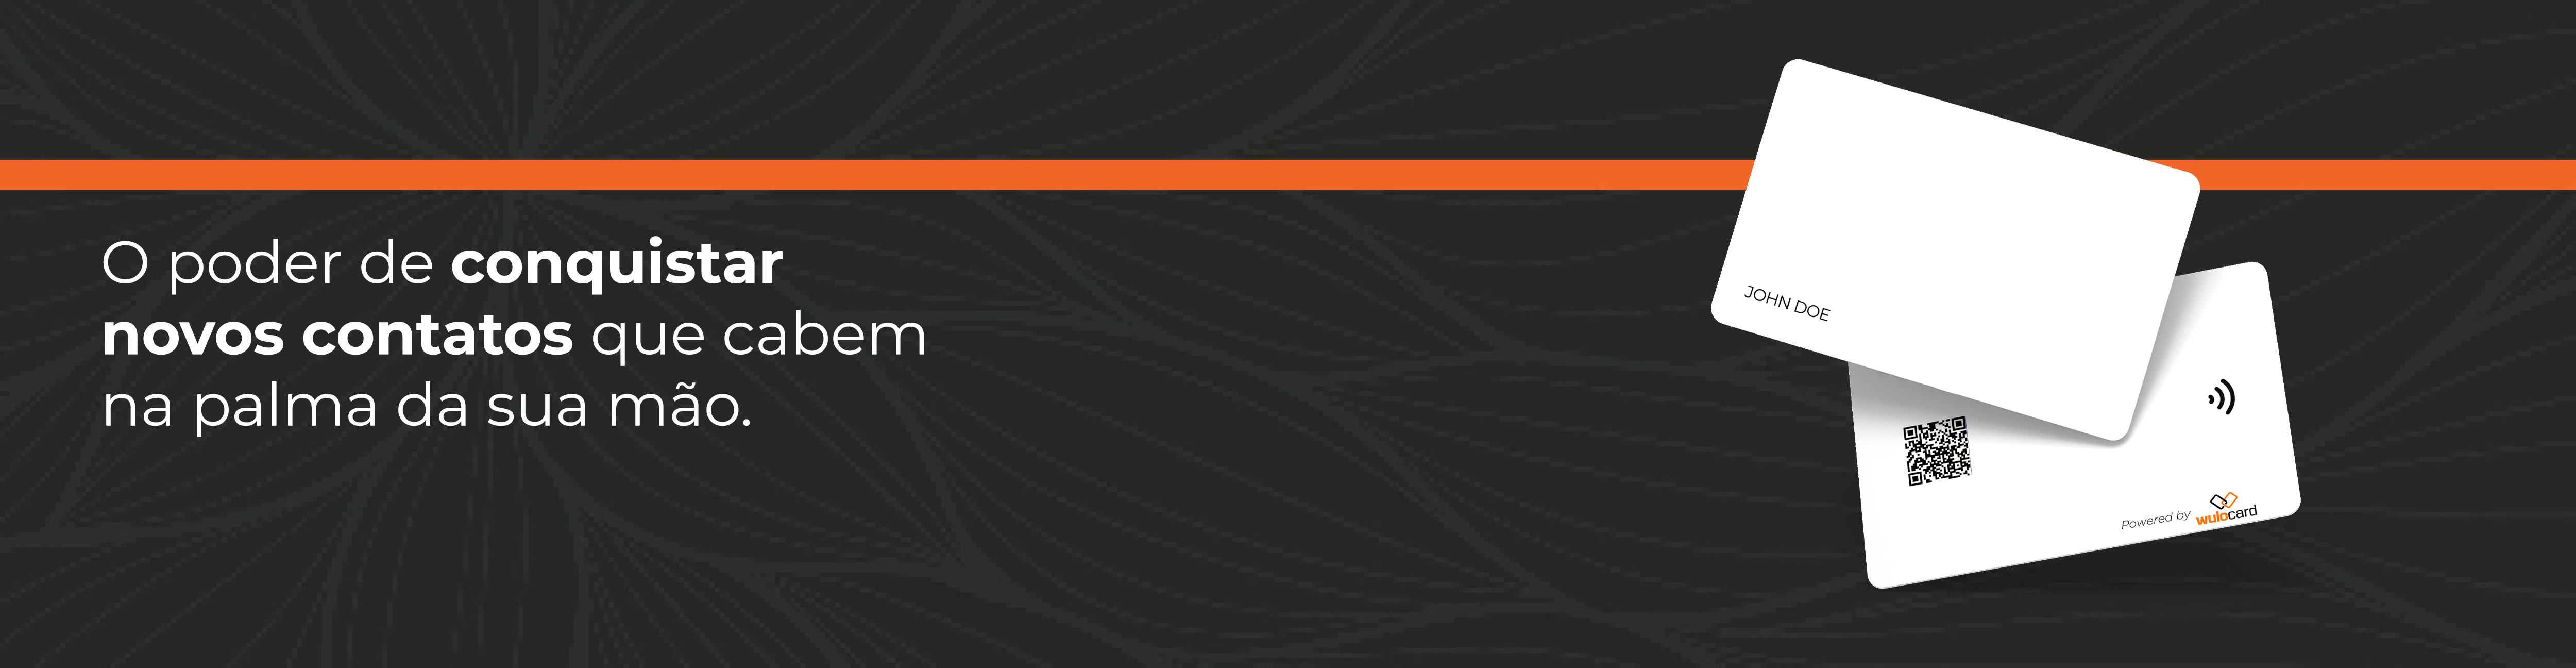 O poder de conquistar
novos contatos que cabem
na palma da sua mão.
JOHN DOE
Powered by wulocard